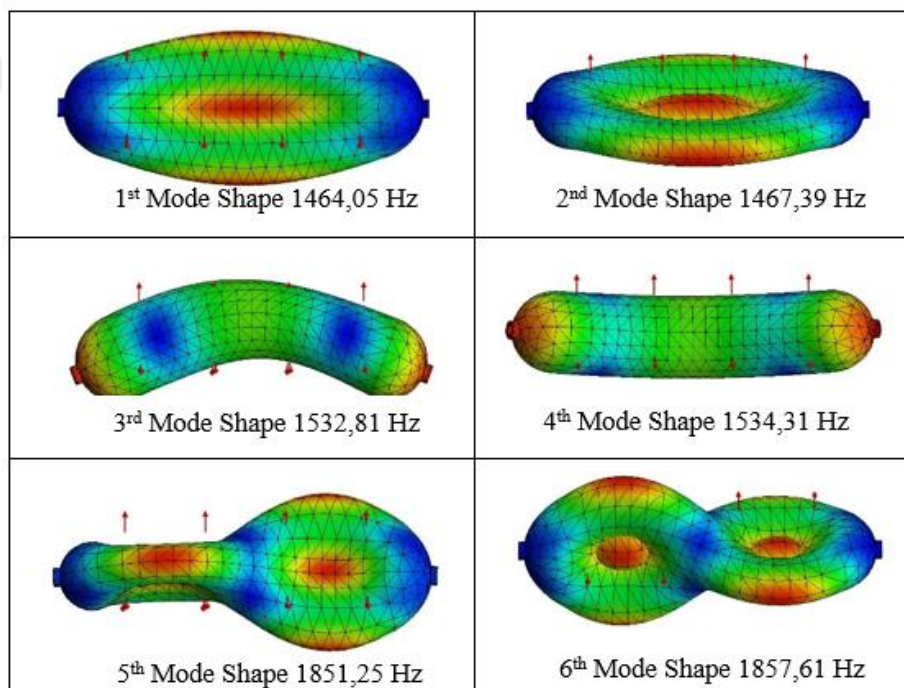 1st Mode Shape 1464,05 Hz
2nd Mode Shape 1467,39 Hz
3rd Mode Shape 1532,81 Hz
4th Mode Shape 1534,31 Hz
5th Mode Shape 1851,25 Hz
6th Mode Shape 1857,61 Hz